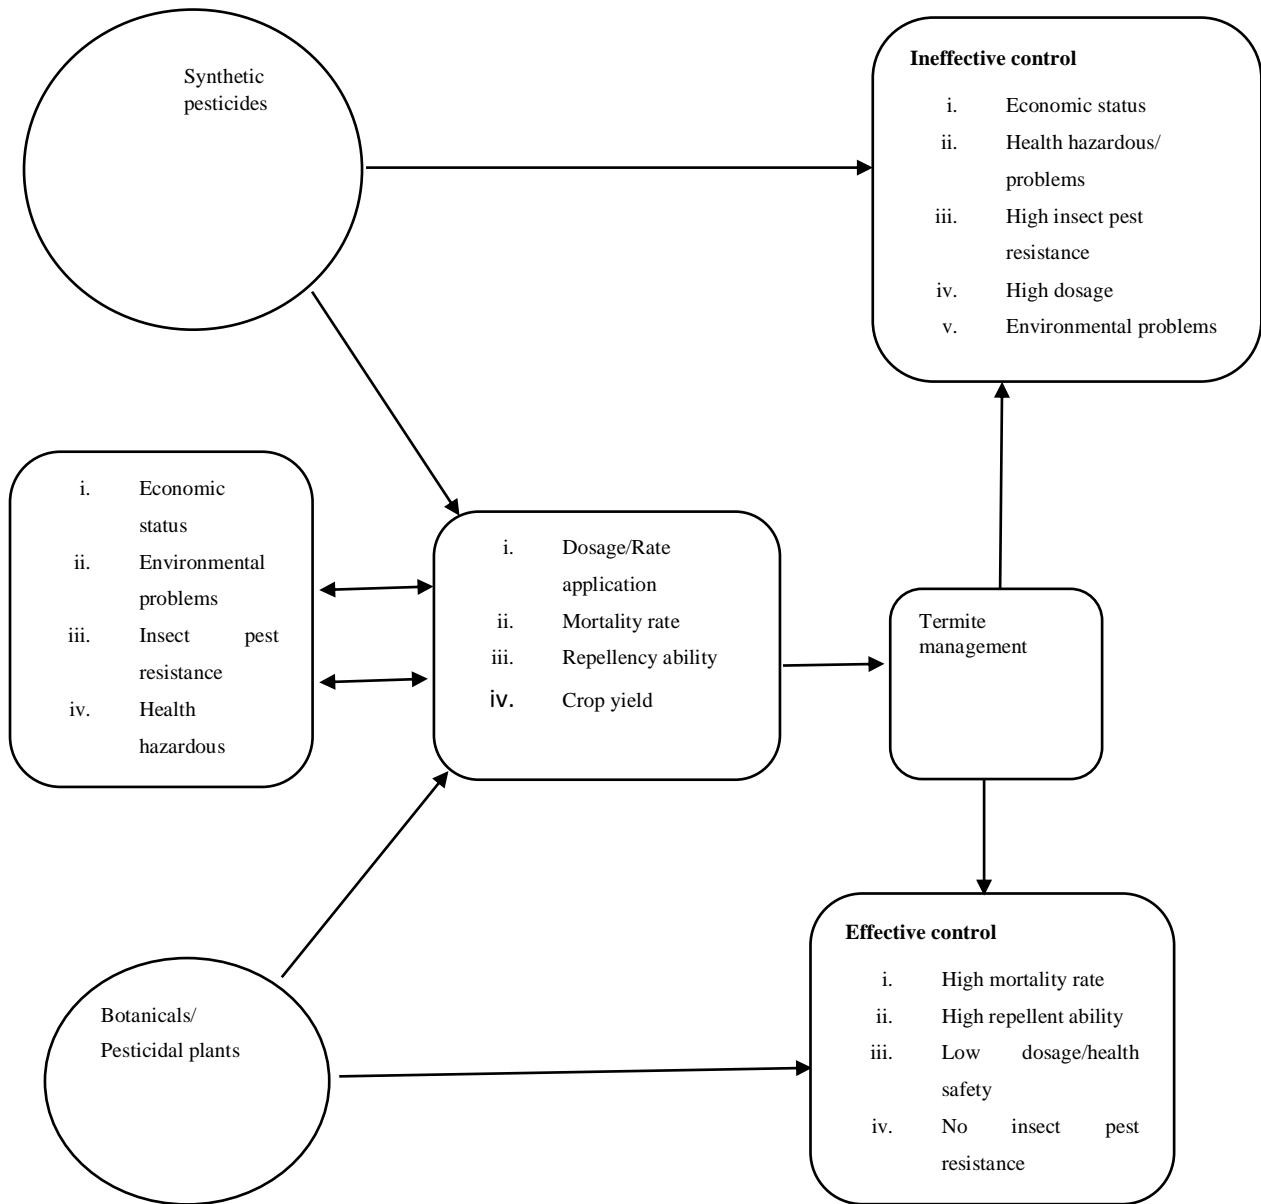 Synthetic
pesticides
Ineffective control
i. Economic status
ii. Health hazardous/
problems
iii. High insect pest
resistance
iv. High dosage
v. Environmental problems
i. Economic
status
ii. Environmental
problems
iii. Insect pest
resistance
iv. Health
hazardous
i. Dosage/Rate
application
ii. Mortality rate
iii. Repellency ability
iv. Crop yield
Termite
management
Botanicals/
Pesticidal plants
Effective control
i. High mortality rate
ii. High repellent ability
iii. Low dosage/health
safety
iv. No insect pest
resistance